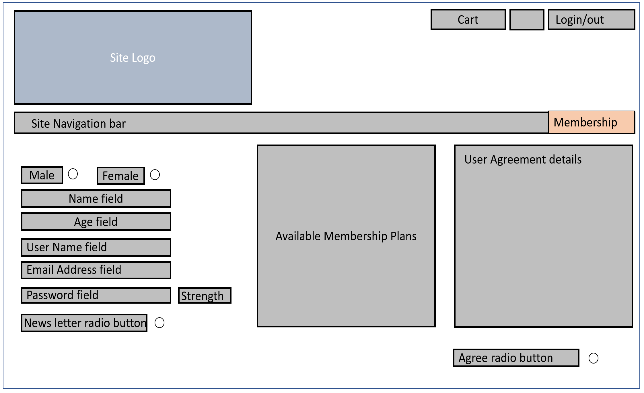 Site Logo
Cart
Login/out
Site Navigation bar
Membership
Male
Female
Name field
Age field
User Name field
Email Address field
Password field
Strength
News letter radio button
Available Membership Plans
User Agreement details
Agree radio button